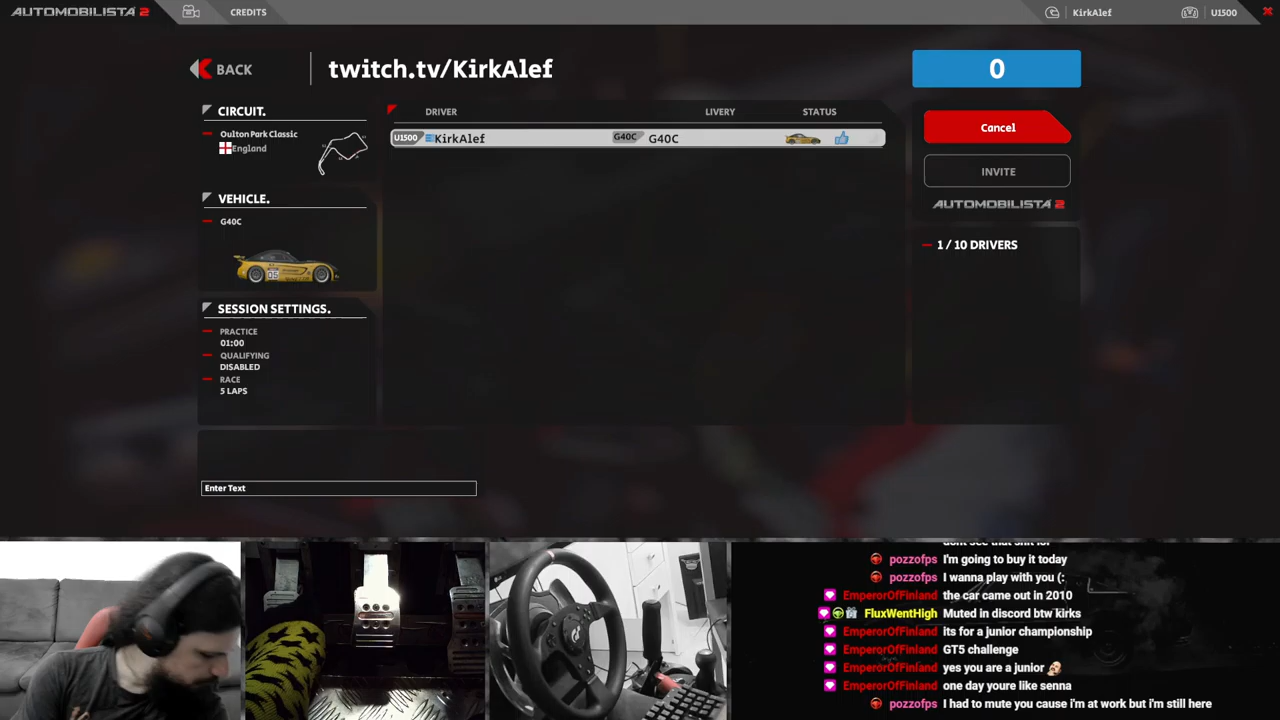 AUTOMOBILISTA 2
CREDITS
KirkAlef
U1500
BACK
twitch.tv/KirkAlef
0
CIRCUIT.
Oulton Park Classic
England
VEHICLE.
G40C
05
SESSION SETTINGS.
PRACTICE
01:00
QUALIFYING
DISABLED
RACE
5 LAPS
DRIVER LIVERY STATUS
U1500 KirkAlef G40C G40C
Cancel
INVITE
AUTOMOBILISTA 2
1 / 10 DRIVERS
Enter Text
pozzofps I'm going to buy it today
pozzofps I wanna play with you (:
EmperorOfFinland the car came out in 2010
FluxWentHigh Muted in discord btw kirks
EmperorOfFinland its for a junior championship
EmperorOfFinland GT5 challenge
EmperorOfFinland yes you are a junior
EmperorOfFinland one day youre like senna
pozzofps I had to mute you cause i'm at work but i'm still here